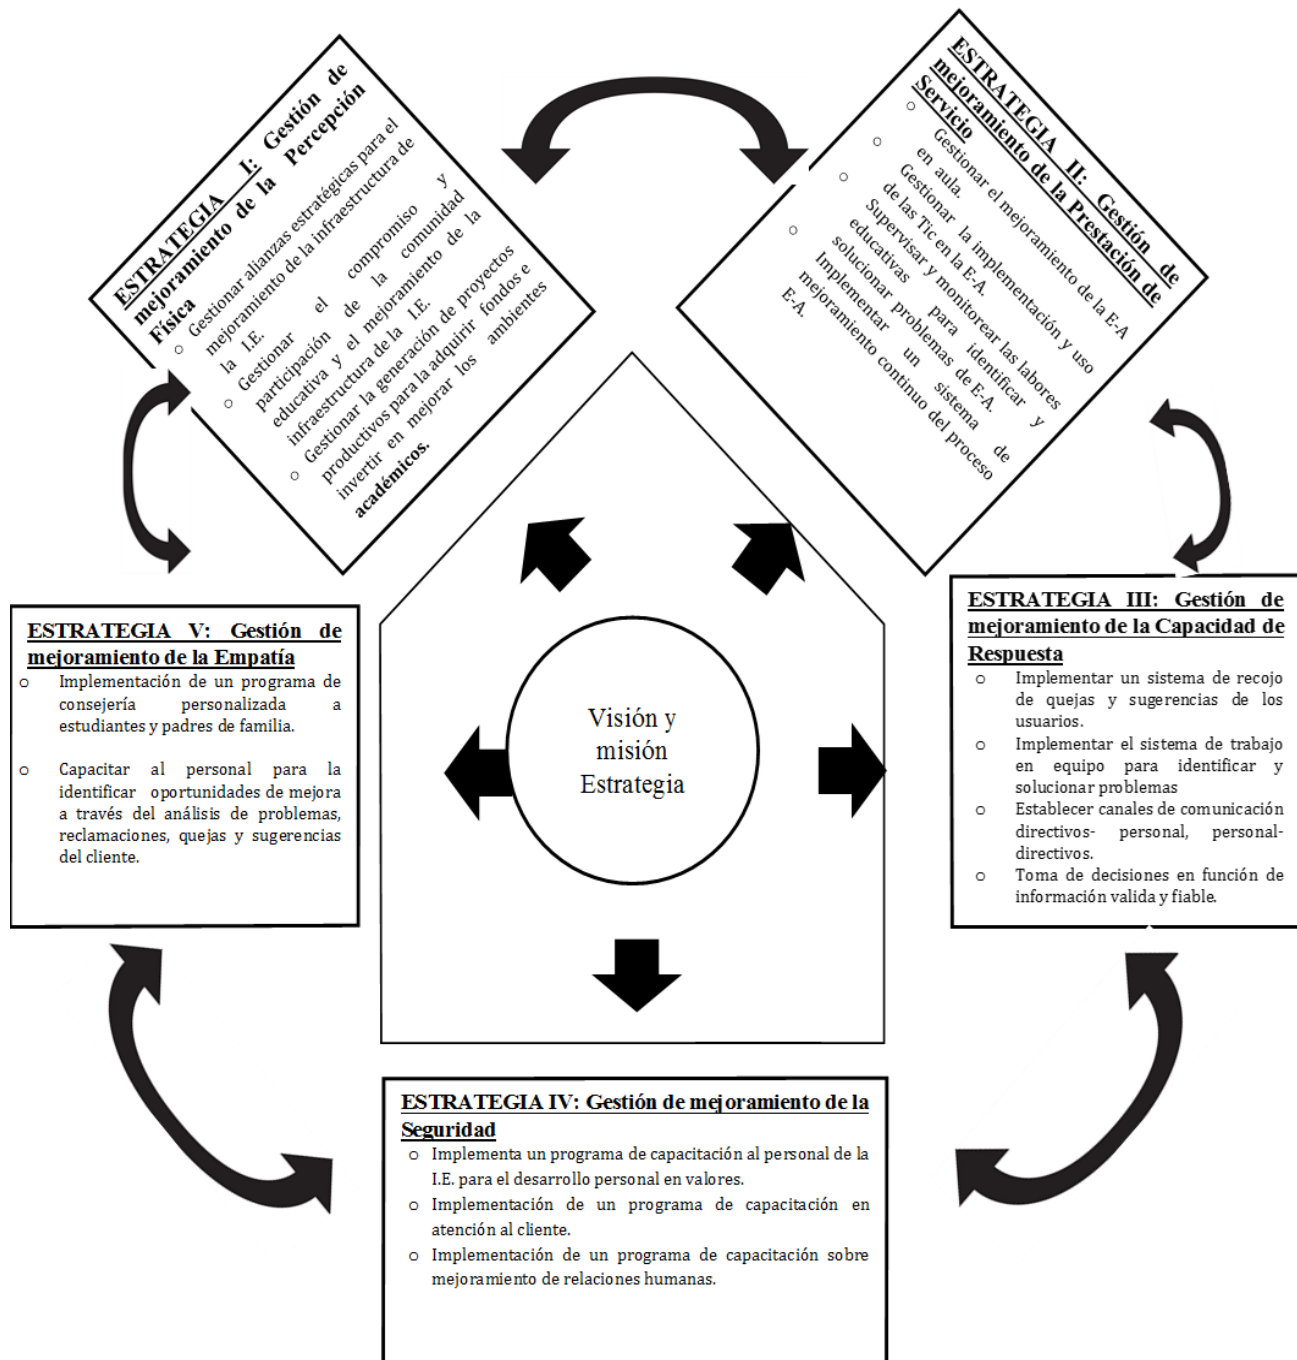 ESTRATEGIA I: Gestión de
mejoramiento de la Percepción
Física
○ Gestionar alianzas estratégicas para el
mejoramiento de la infraestructura de
la I.E.
○ Gestionar el compromiso y
participación de la comunidad
educativa y el mejoramiento de la
infraestructura de la I.E.
○ Gestionar la generación de proyectos
productivos para la adquirir fondos e
invertir en mejorar los ambientes
académicos.
ESTRATEGIA II: Gestión de
mejoramiento de la Prestación de
Servicio
○ Gestionar el mejoramiento de la E-A
en aula.
○ Gestionar la implementación y uso
de las Tic en la E-A.
○ Supervisar y monitorear las labores
educativas para identificar y
solucionar problemas de E-A.
○ Implementar un sistema de
mejoramiento continuo del proceso
E-A.
ESTRATEGIA III: Gestión de
mejoramiento de la Capacidad de
Respuesta
○ Implementar un sistema de recojo
de quejas y sugerencias de los
usuarios.
○ Implementar el sistema de trabajo
en equipo para identificar y
solucionar problemas
○ Establecer canales de comunicación
directivos- personal, personal-
directivos.
○ Toma de decisiones en función de
información valida y fiable.
ESTRATEGIA IV: Gestión de mejoramiento de la
Seguridad
○ Implementa un programa de capacitación al personal de la
I.E. para el desarrollo personal en valores.
○ Implementación de un programa de capacitación en
atención al cliente.
○ Implementación de un programa de capacitación sobre
mejoramiento de relaciones humanas.
ESTRATEGIA V: Gestión de
mejoramiento de la Empatía
○ Implementación de un programa de
consejería personalizada a
estudiantes y padres de familia.
○ Capacitar al personal para la
identificar oportunidades de mejora
a través del análisis de problemas,
reclamaciones, quejas y sugerencias
del cliente.
Visión y
misión
Estrategia